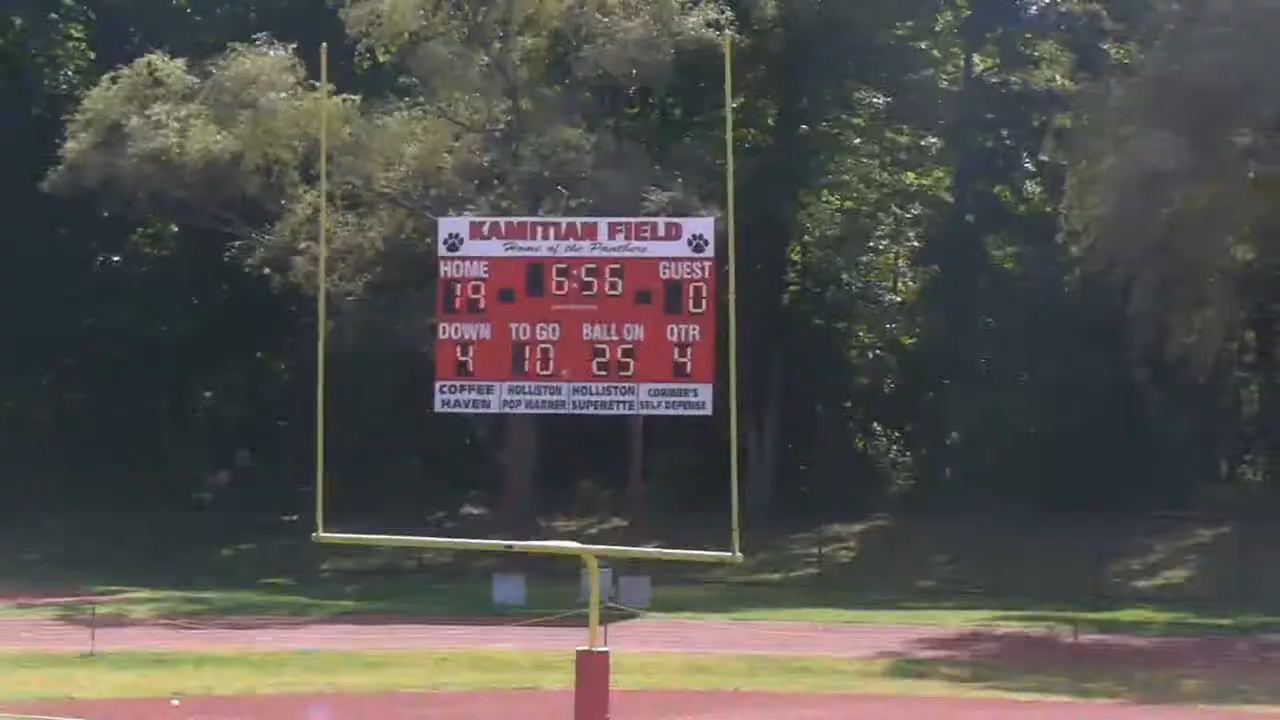 KAMITIAN FIELD
Home of the Panthers
HOME 6:56 GUEST
19 0
DOWN TO GO BALL ON QTR
4 10 25 4
COFFEE HAVEN HOLLISTON POP WARNER HOLLISTON SUPERETTE CORMIER'S SELF DEFENSE